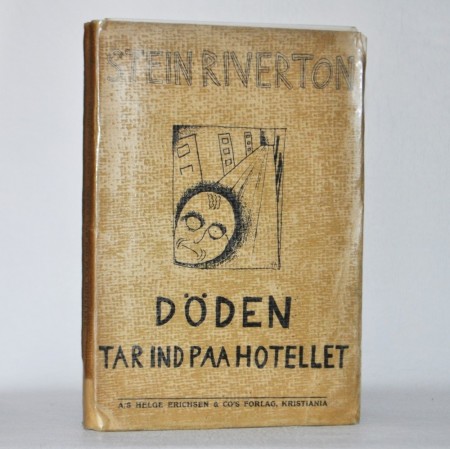 STEIN RIVERTON
DÖDEN
TAR IND PAA HOTELLET
A/S HELGE ERICHSEN & CO'S FORLAG, KRISTIANIA